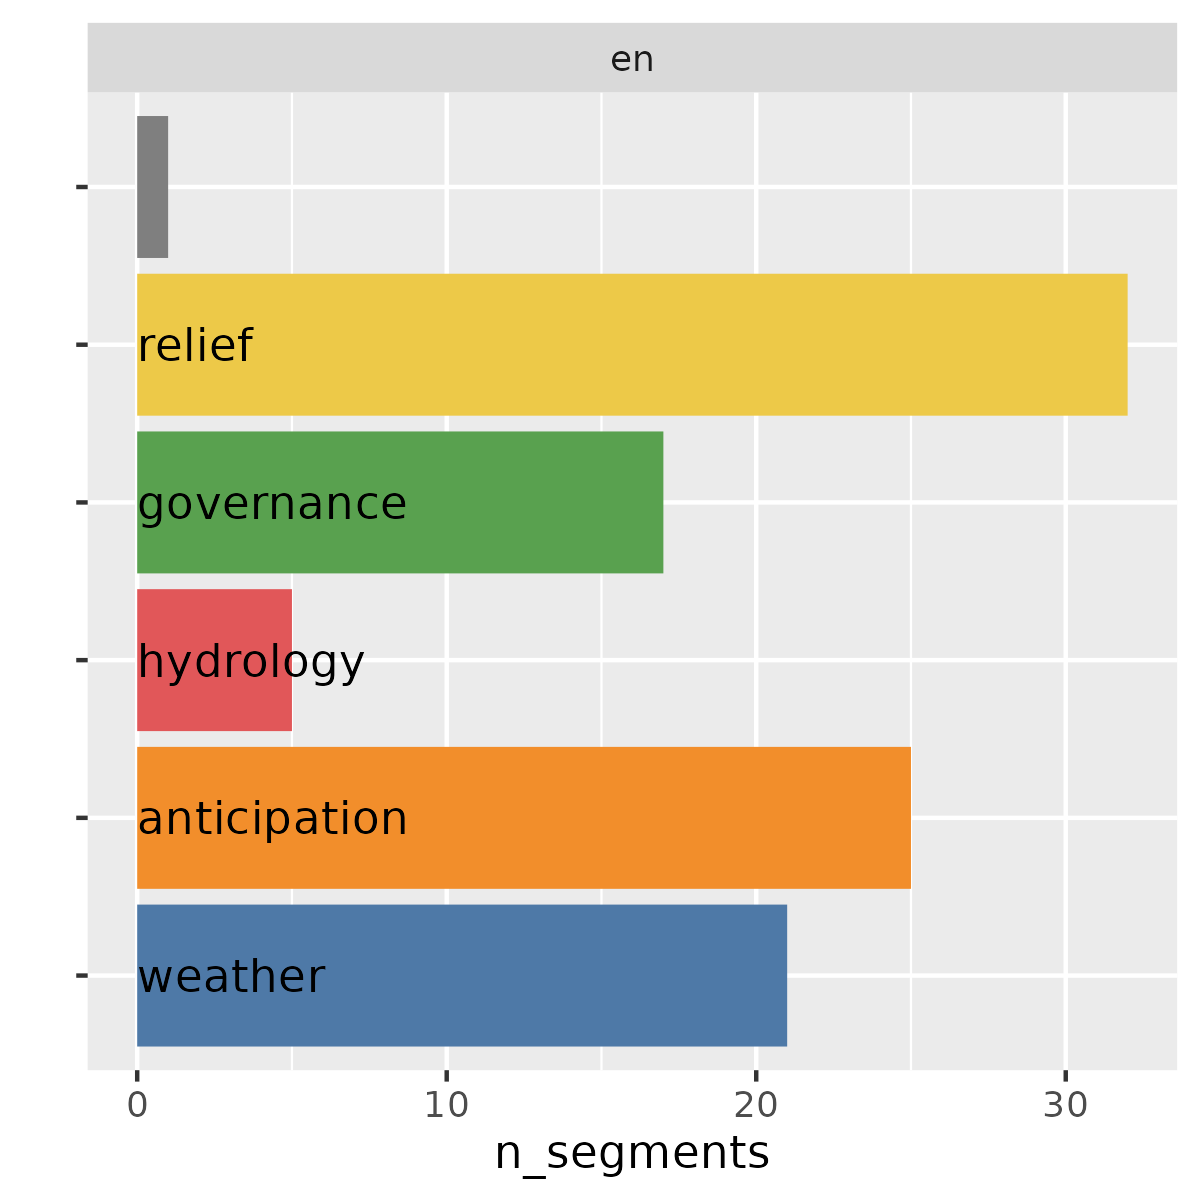 en
relief
governance
hydrology
anticipation
weather
0 10 20 30
n_segments